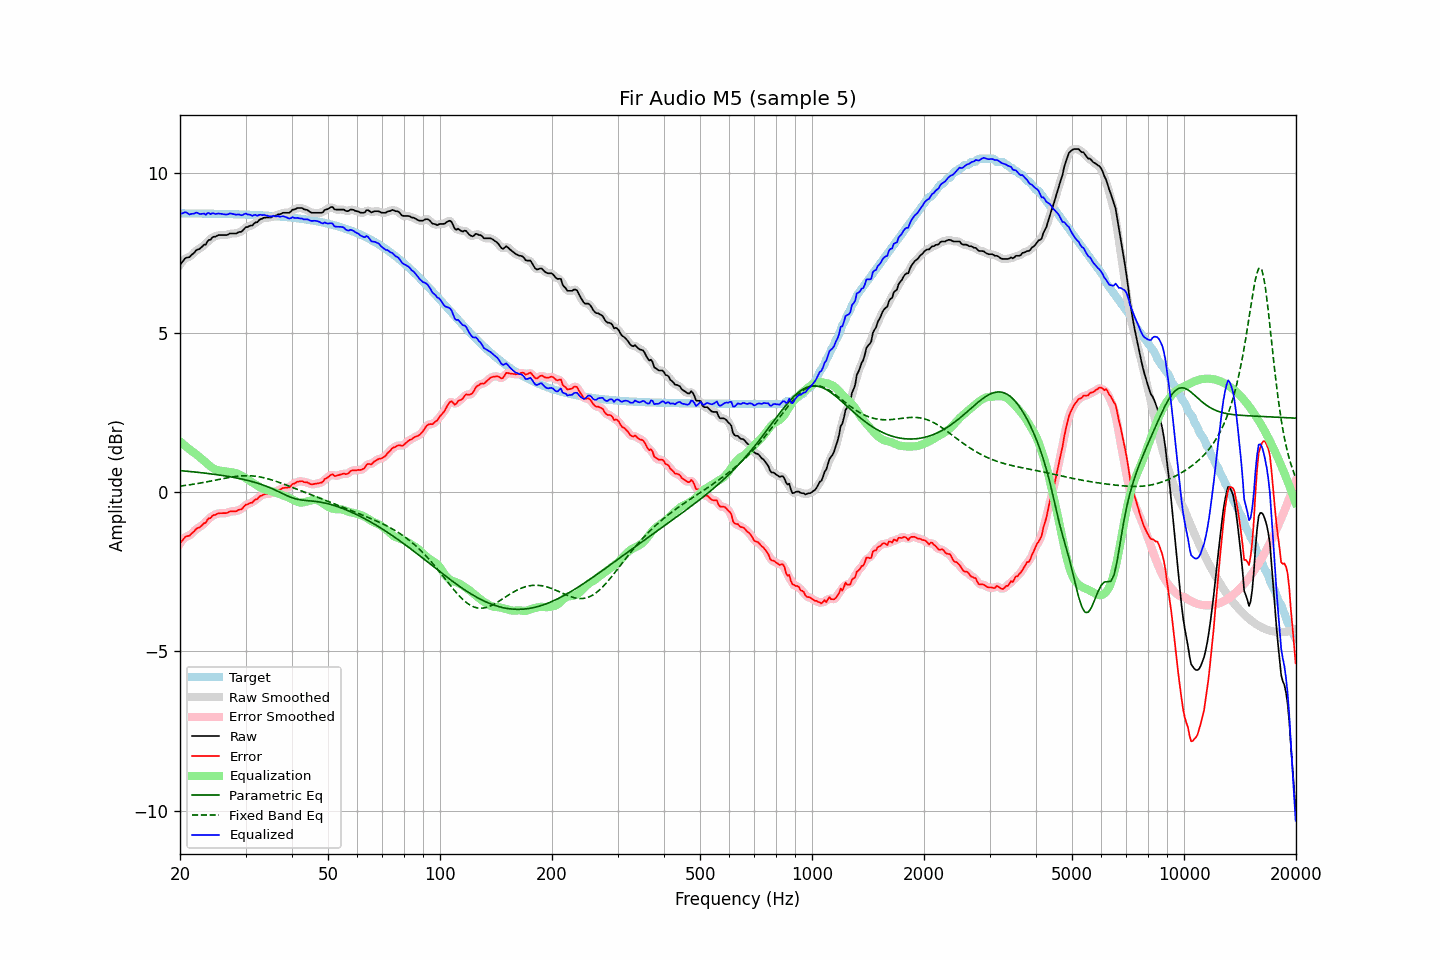 Fir Audio M5 (sample 5)
Amplitude (dBr)
10
5
0
−5
−10
Target
Raw Smoothed
Error Smoothed
Raw
Error
Equalization
Parametric Eq
Fixed Band Eq
Equalized
20 50 100 200 500 1000 2000 5000 10000 20000
Frequency (Hz)